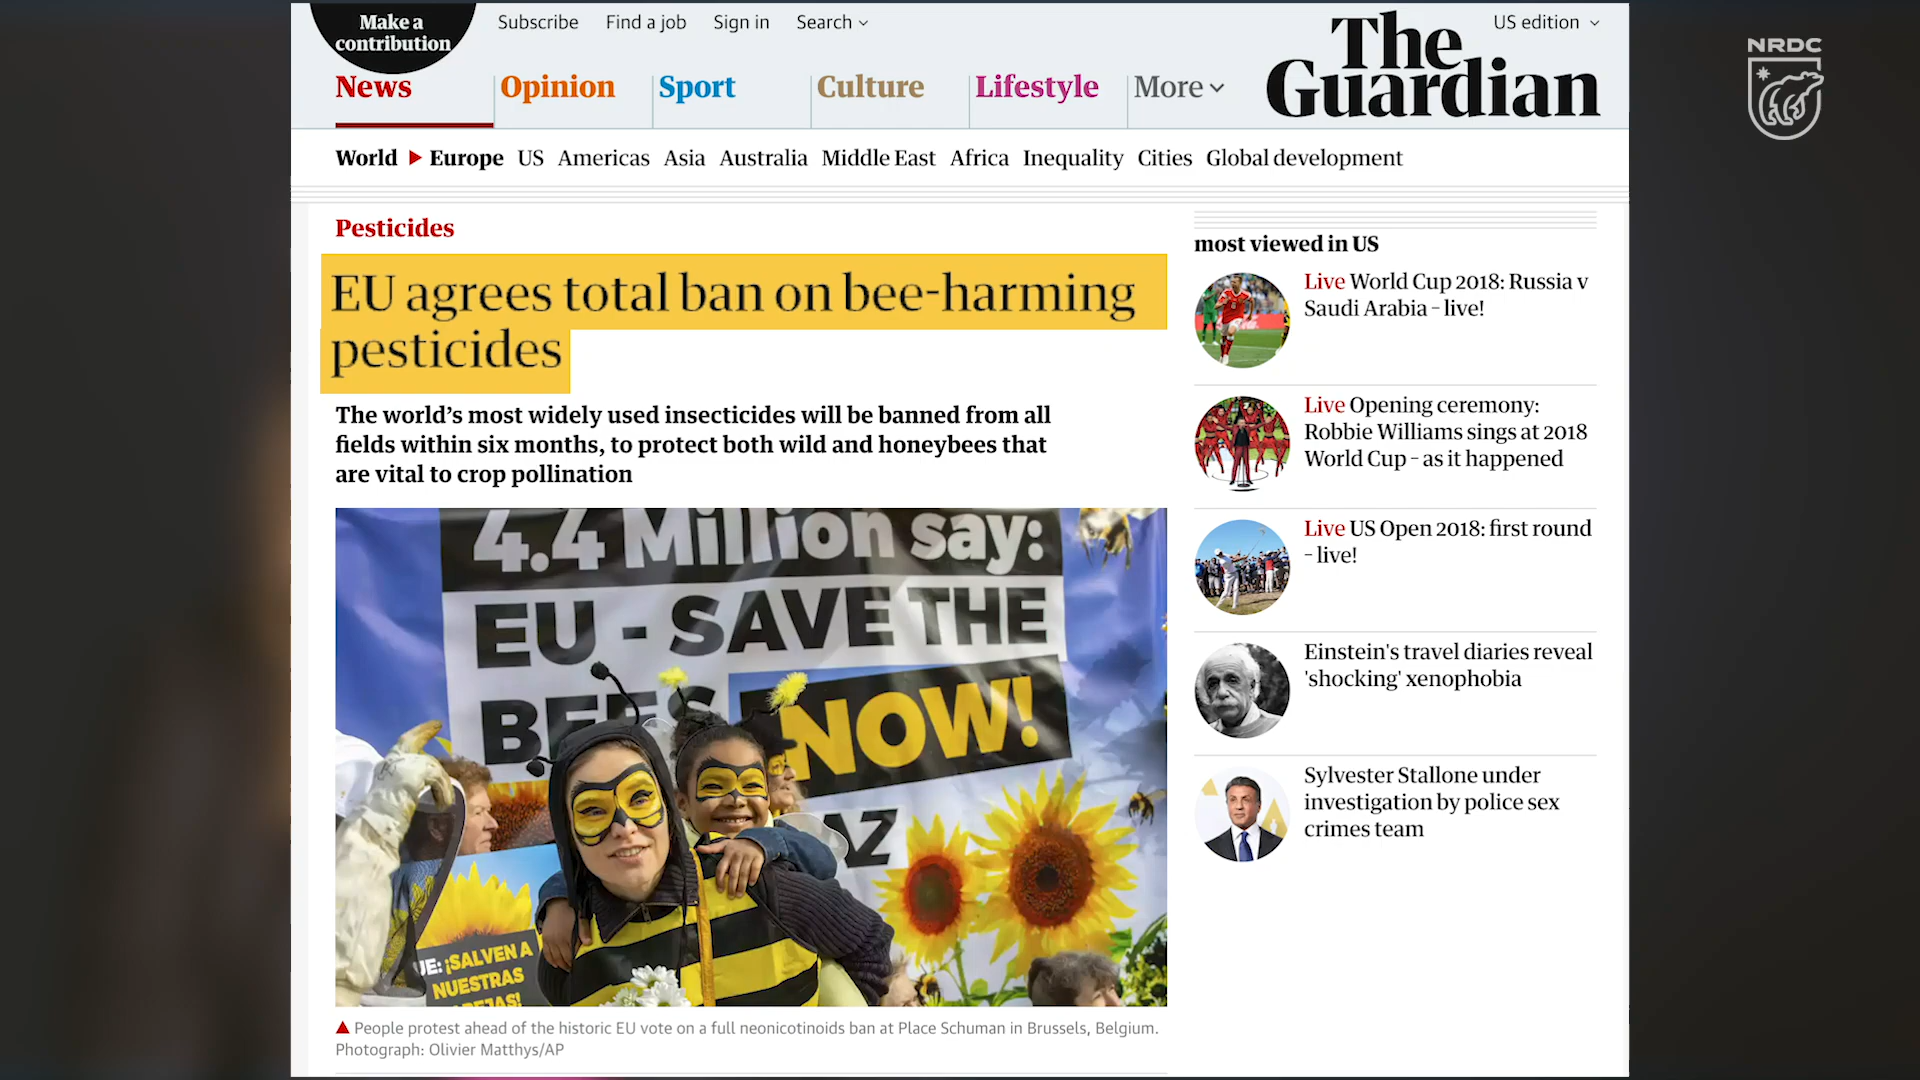 Make a
contribution
Subscribe
Find a job
Sign in
Search
US edition
The
Guardian
NRDC
News
Opinion
Sport
Culture
Lifestyle
More
World
Europe
US
Americas
Asia
Australia
Middle East
Africa
Inequality
Cities
Global development
Pesticides
EU agrees total ban on bee-harming
pesticides
The world's most widely used insecticides will be banned from all
fields within six months, to protect both wild and honeybees that
are vital to crop pollination
4.4 Million say:
EU - SAVE THE
BEES
NOW!
AZ
UE: ¡SALVEN A
NUESTRAS
People protest ahead of the historic EU vote on a full neonicotinoids ban at Place Schuman in Brussels, Belgium.
Photograph: Olivier Matthys/AP
most viewed in US
Live World Cup 2018: Russia v
Saudi Arabia – live!
Live Opening ceremony:
Robbie Williams sings at 2018
World Cup – as it happened
Live US Open 2018: first round
– live!
Einstein's travel diaries reveal
'shocking' xenophobia
Sylvester Stallone under
investigation by police sex
crimes team